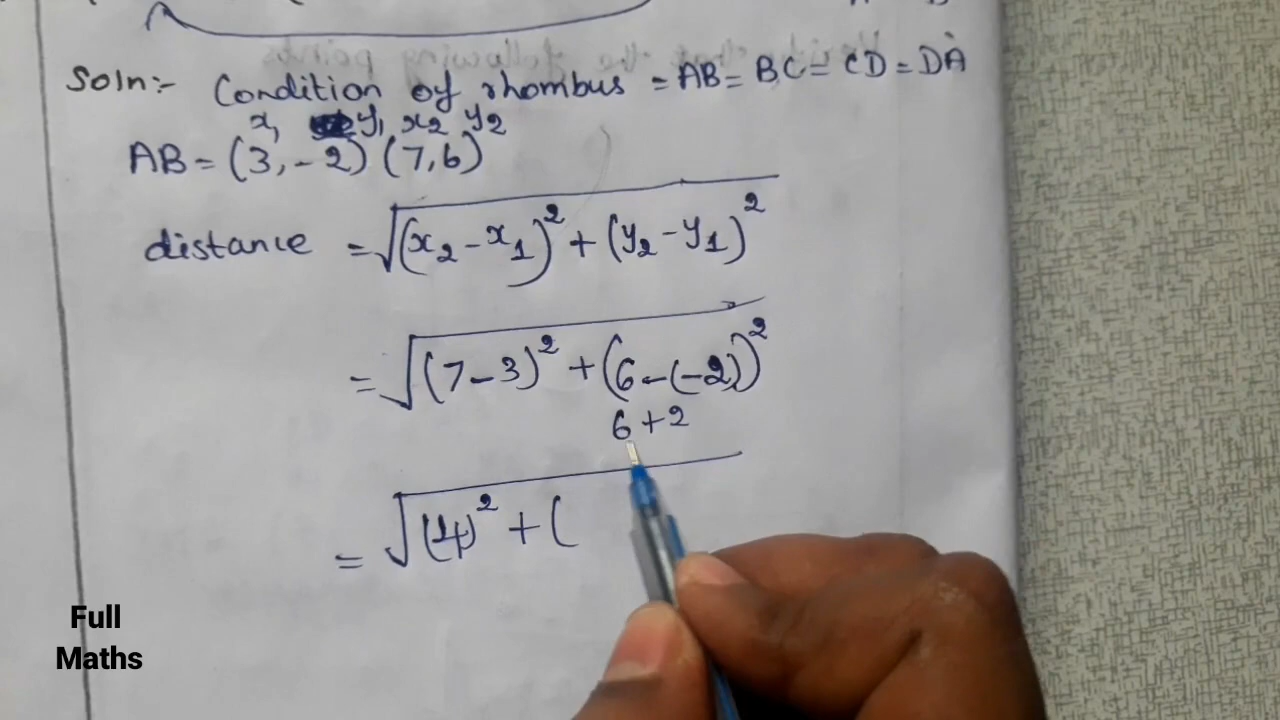 Soln:- Condition of rhombus = AB = BC = CD = DA
x₁ y₁ x₂ y₂
AB = (3, -2) (7,6)
distance = √(x₂ - x₁)² + (y₂ - y₁)²
= √(7-3)² + (6-(-2))²
6+2
= √(4)² + (
Full
Maths